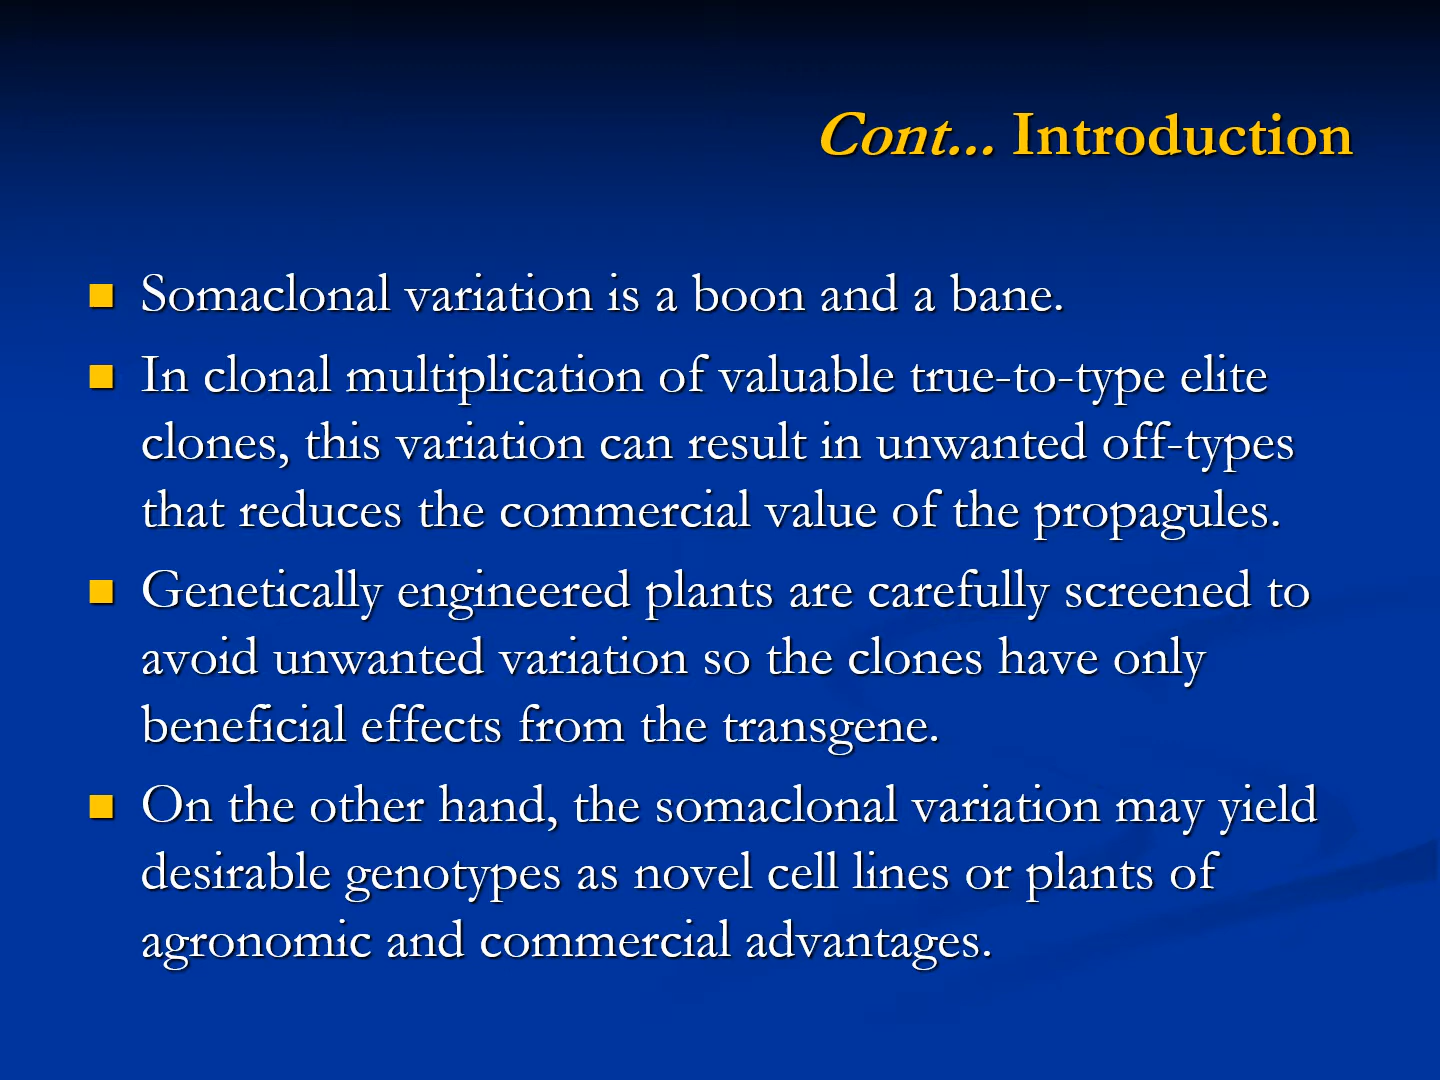 Cont... Introduction
Somaclonal variation is a boon and a bane.
In clonal multiplication of valuable true-to-type elite
clones, this variation can result in unwanted off-types
that reduces the commercial value of the propagules.
Genetically engineered plants are carefully screened to
avoid unwanted variation so the clones have only
beneficial effects from the transgene.
On the other hand, the somaclonal variation may yield
desirable genotypes as novel cell lines or plants of
agronomic and commercial advantages.